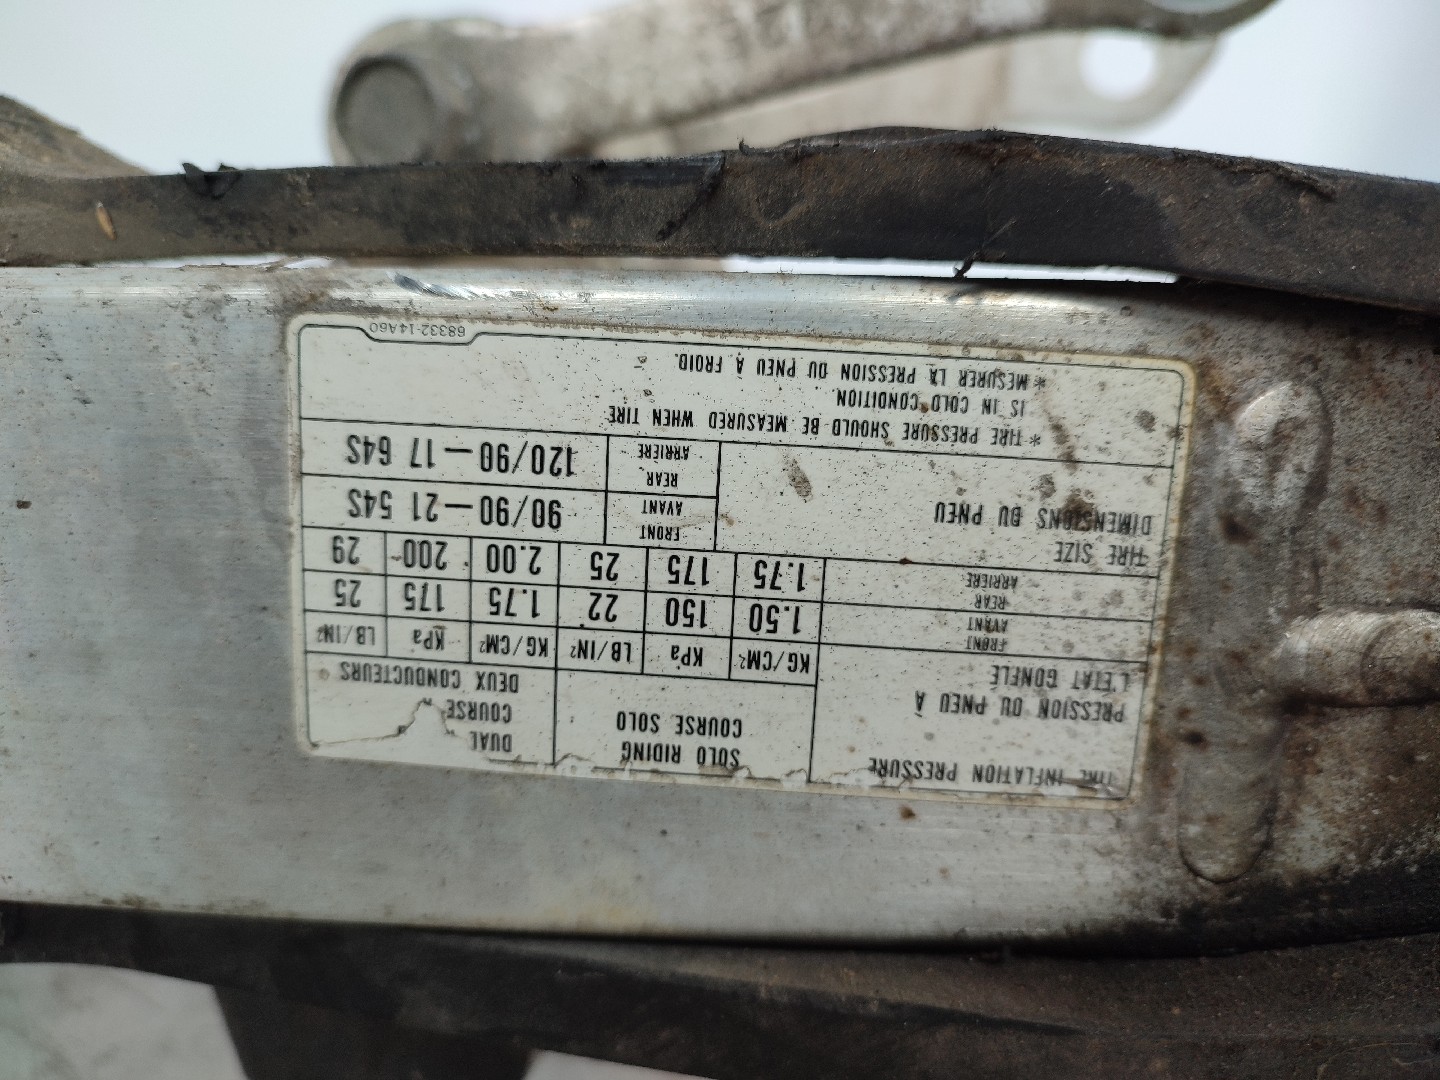 TIRE INFLATION PRESSURE
PRESSION DU PNEU À
L'ÉTAT GONFLÉ
SOLO RIDING
COURSE SOLO
DUAL
COURSE
DEUX CONDUCTEURS
KG/CM² KPa LB/IN² KG/CM² KPa LB/IN²
FRONT
AVANT
1.50 150 22 1.75 175 25
REAR
ARRIÈRE
1.75 175 25 2.00 200 29
TIRE SIZE
DIMENSIONS DU PNEU
FRONT
AVANT
90/90—21 54S
REAR
ARRIÈRE
120/90—17 64S
* TIRE PRESSURE SHOULD BE MEASURED WHEN TIRE
IS IN COLD CONDITION.
* MESURER LA PRESSION DU PNEU À FROID.
68332-14A60